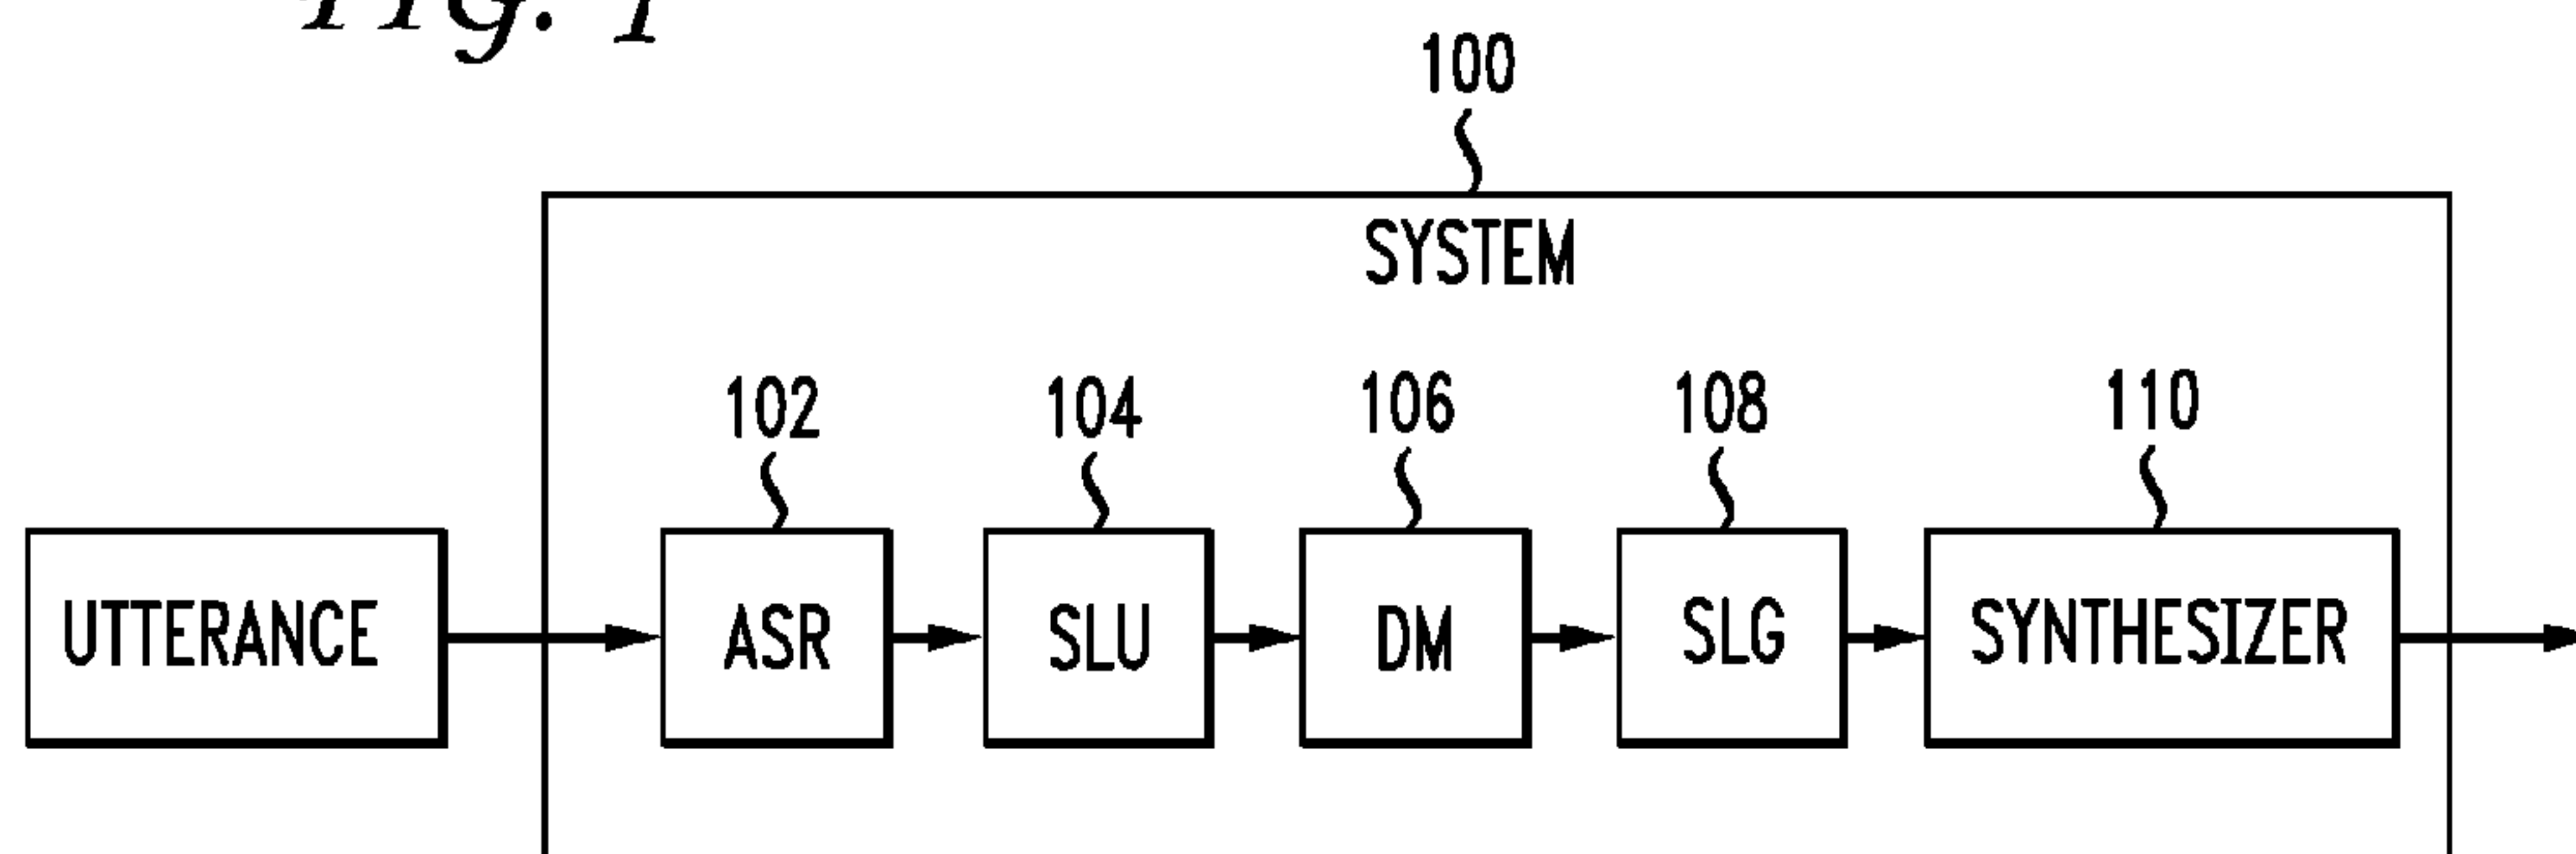 Fig. 1
100
SYSTEM
102 104 106 108 110
UTTERANCE ASR SLU DM SLG SYNTHESIZER